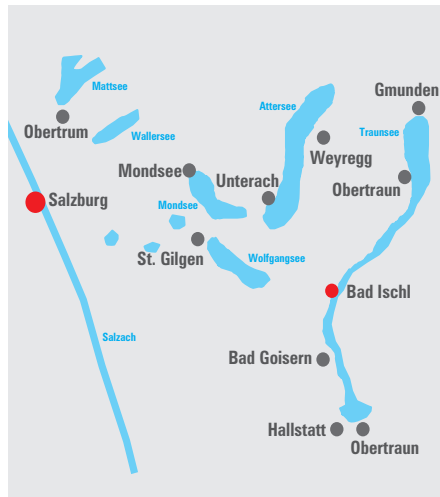 Mattsee
Gmunden
Attersee
Obertrum
Wallersee
Traunsee
Weyregg
Mondsee
Unterach
Obertraun
Salzburg
Mondsee
St. Gilgen
Wolfgangsee
Bad Ischl
Salzach
Bad Goisern
Hallstatt
Obertraun